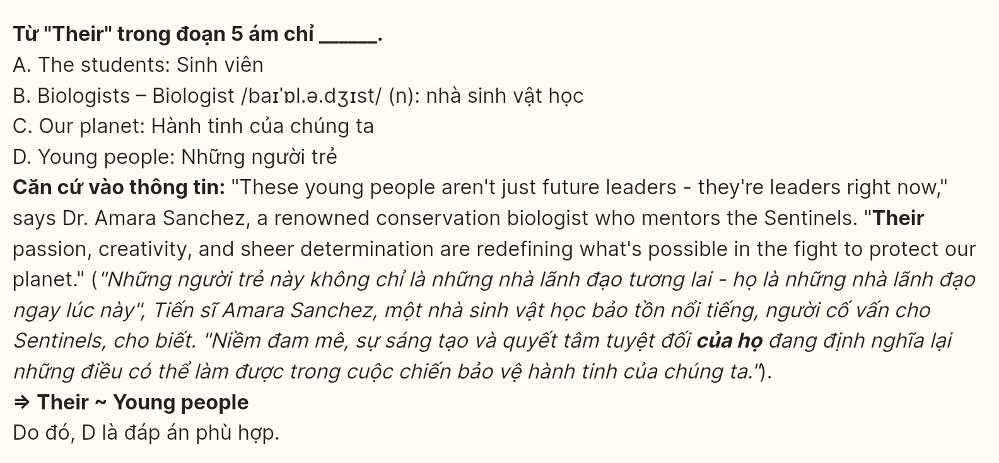 Từ "Their" trong đoạn 5 ám chỉ ______.
A. The students: Sinh viên
B. Biologists – Biologist /baɪˈɒl.ə.dʒɪst/ (n): nhà sinh vật học
C. Our planet: Hành tinh của chúng ta
D. Young people: Những người trẻ
Căn cứ vào thông tin: "These young people aren't just future leaders - they're leaders right now,"
says Dr. Amara Sanchez, a renowned conservation biologist who mentors the Sentinels. "Their
passion, creativity, and sheer determination are redefining what's possible in the fight to protect our
planet." ("Những người trẻ này không chỉ là những nhà lãnh đạo tương lai - họ là những nhà lãnh đạo
ngay lúc này", Tiến sĩ Amara Sanchez, một nhà sinh vật học bảo tồn nổi tiếng, người cố vấn cho
Sentinels, cho biết. "Niềm đam mê, sự sáng tạo và quyết tâm tuyệt đối của họ đang định nghĩa lại
những điều có thể làm được trong cuộc chiến bảo vệ hành tinh của chúng ta.").
⇒ Their ~ Young people
Do đó, D là đáp án phù hợp.